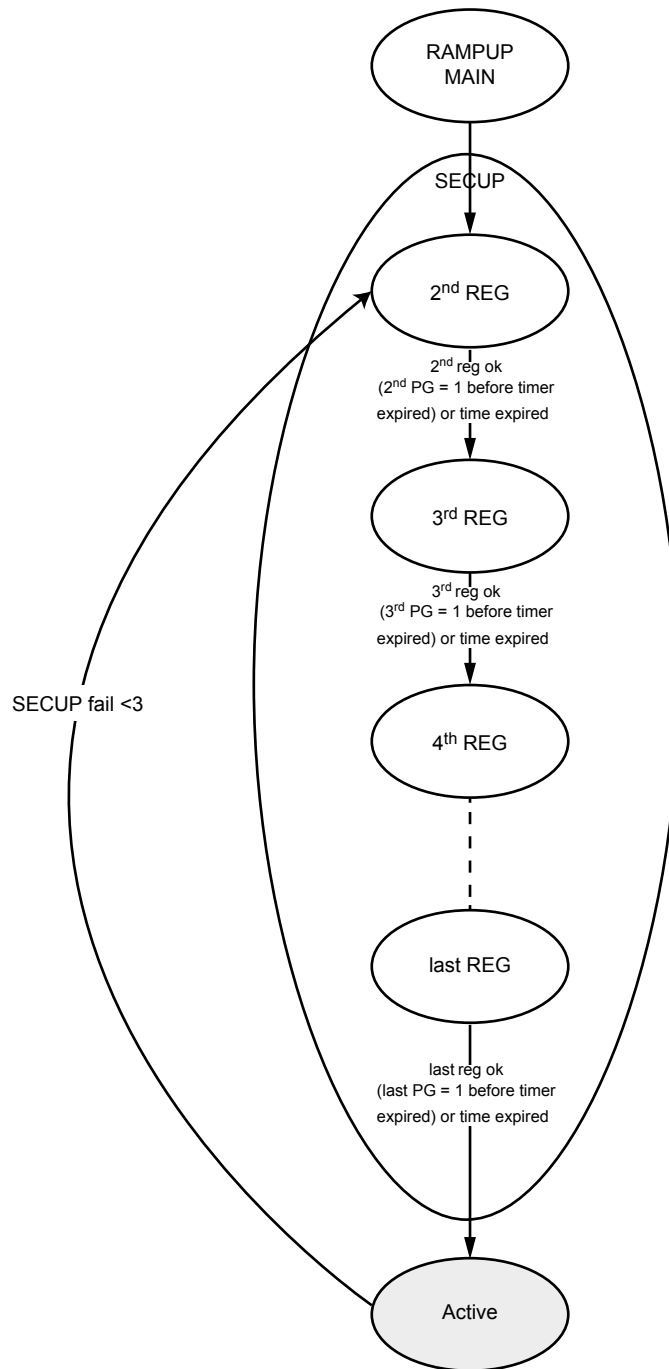 RAMPUP
MAIN
SECUP
2nd REG
2nd reg ok
(2nd PG = 1 before timer
expired) or time expired
3rd REG
3rd reg ok
(3rd PG = 1 before timer
expired) or time expired
SECUP fail <3
4th REG
last REG
last reg ok
(last PG = 1 before timer
expired) or time expired
Active